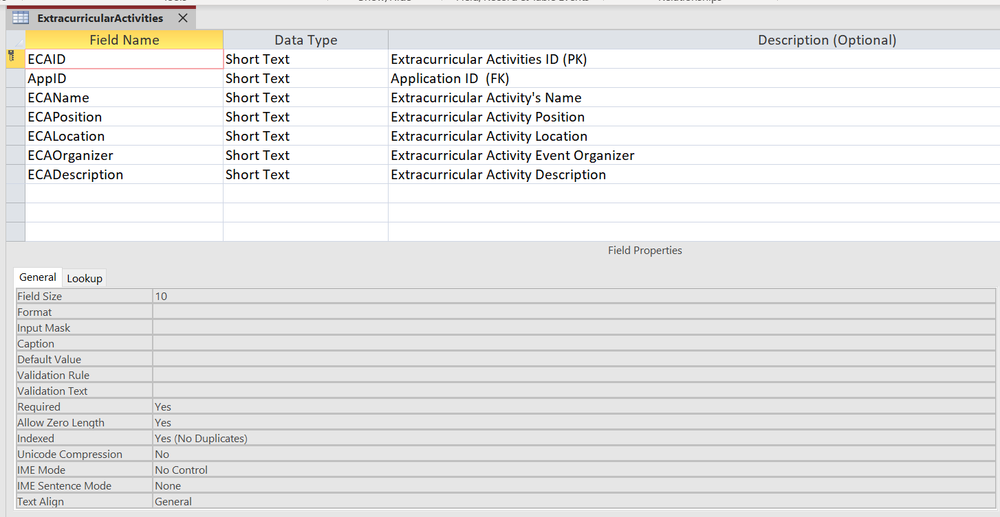 ExtracurricularActivities
Field Name Data Type Description (Optional)
ECAID Short Text Extracurricular Activities ID (PK)
AppID Short Text Application ID  (FK)
ECAName Short Text Extracurricular Activity's Name
ECAPosition Short Text Extracurricular Activity Position
ECALocation Short Text Extracurricular Activity Location
ECAOrganizer Short Text Extracurricular Activity Event Organizer
ECADescription Short Text Extracurricular Activity Description
Field Properties
General Lookup
Field Size 10
Format
Input Mask
Caption
Default Value
Validation Rule
Validation Text
Required Yes
Allow Zero Length Yes
Indexed Yes (No Duplicates)
Unicode Compression No
IME Mode No Control
IME Sentence Mode None
Text Align General